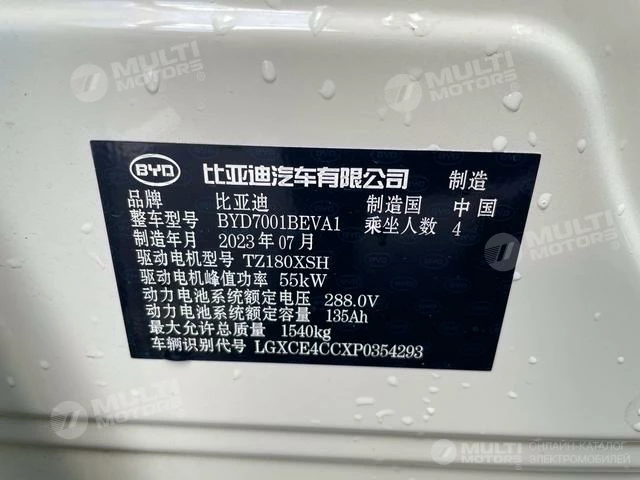 BYD 比亚迪汽车有限公司 制造
品牌 比亚迪 制造国 中国
整车型号 BYD7001BEVA1 乘坐人数 4
制造年月 2023年07月
驱动电机型号 TZ180XSH
驱动电机峰值功率 55kW
动力电池系统额定电压 288.0V
动力电池系统额定容量 135Ah
最大允许总质量 1540kg
车辆识别代号 LGXCE4CCXP0354293
MULTI MOTORS
MULTI MOTORS
MULTI MOTORS
MULTI MOTORS
MULTI MOTORS ОНЛАЙН-КАТАЛОГ ЭЛЕКТРОМОБИЛЕЙ